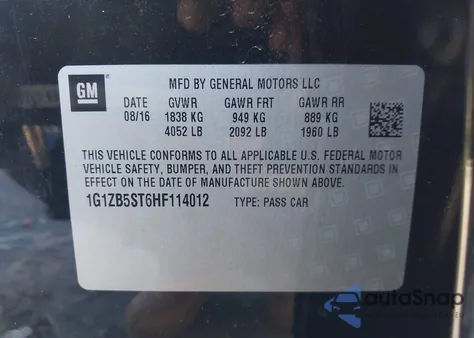 GM
MFD BY GENERAL MOTORS LLC
DATE GVWR GAWR FRT GAWR RR
08/16 1838 KG 949 KG 889 KG
4052 LB 2092 LB 1960 LB
THIS VEHICLE CONFORMS TO ALL APPLICABLE U.S. FEDERAL MOTOR
VEHICLE SAFETY, BUMPER, AND THEFT PREVENTION STANDARDS IN
EFFECT ON THE DATE OF MANUFACTURE SHOWN ABOVE.
1G1ZB5ST6HF114012 TYPE: PASS CAR
autoSnap